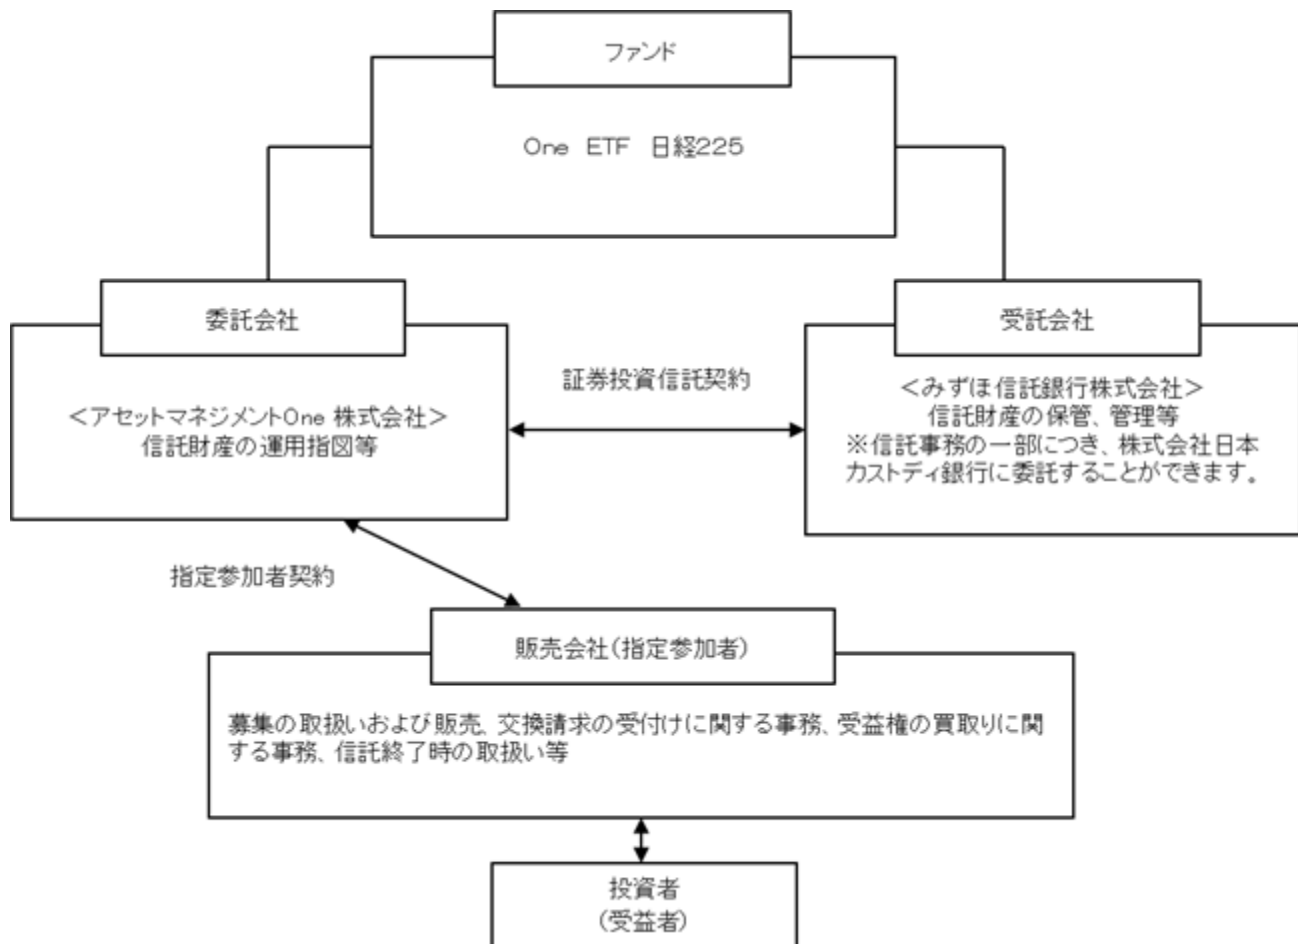 ファンド
One ETF 日経225
委託会社
受託会社
<アセットマネジメントOne 株式会社>
信託財産の運用指図等
証券投資信託契約
<みずほ信託銀行株式会社>
信託財産の保管、管理等
※信託事務の一部につき、株式会社日本
カストディ銀行に委託することができます。
指定参加者契約
販売会社(指定参加者)
募集の取扱いおよび販売、交換請求の受付けに関する事務、受益権の買取りに関
する事務、信託終了時の取扱い等
投資者
(受益者)